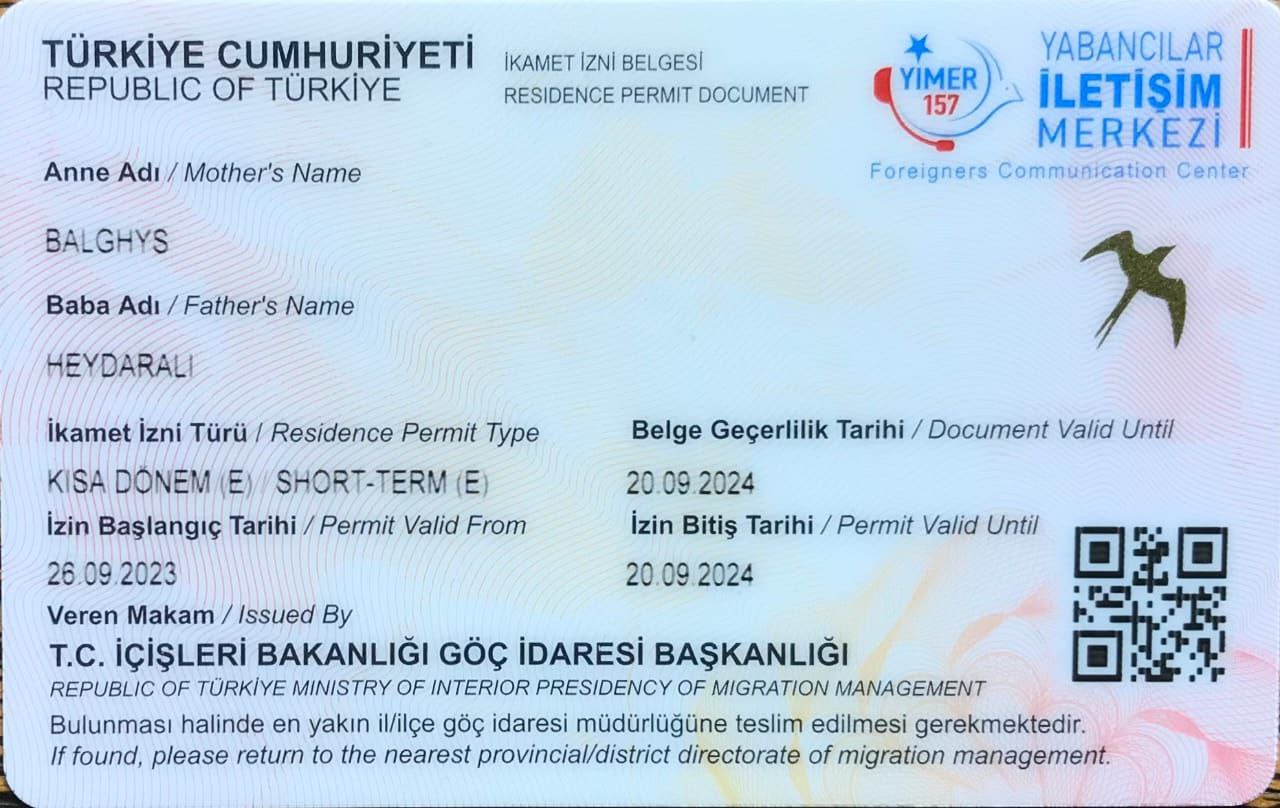 TÜRKİYE CUMHURİYETİ
REPUBLIC OF TÜRKİYE
İKAMET İZNİ BELGESİ
RESIDENCE PERMIT DOCUMENT
YIMER
157
YABANCILAR
İLETİŞİM
MERKEZİ
Foreigners Communication Center
Anne Adı / Mother's Name
BALGHYS
Baba Adı / Father's Name
HEYDARALI
İkamet İzni Türü / Residence Permit Type
Belge Geçerlilik Tarihi / Document Valid Until
KISA DÖNEM (E) / SHORT-TERM (E)
20.09.2024
İzin Başlangıç Tarihi / Permit Valid From
İzin Bitiş Tarihi / Permit Valid Until
26.09.2023
20.09.2024
Veren Makam / Issued By
T.C. İÇİŞLERİ BAKANLIĞI GÖÇ İDARESİ BAŞKANLIĞI
REPUBLIC OF TÜRKİYE MINISTRY OF INTERIOR PRESIDENCY OF MIGRATION MANAGEMENT
Bulunması halinde en yakın il/ilçe göç idaresi müdürlüğüne teslim edilmesi gerekmektedir.
If found, please return to the nearest provincial/district directorate of migration management.